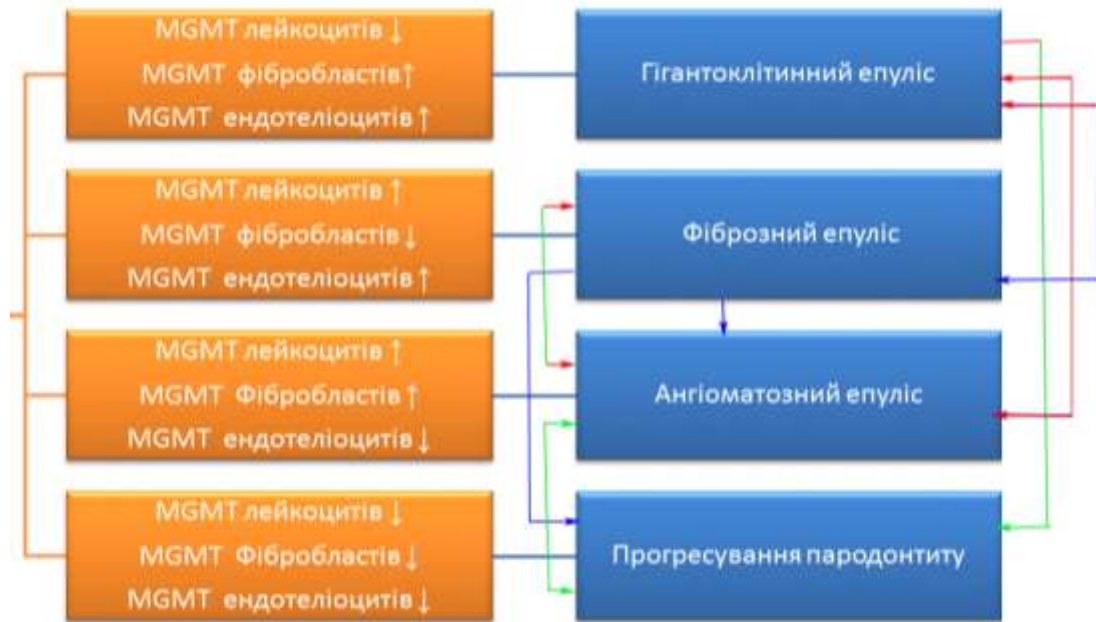 MGMT лейкоцитів ↓
MGMT фібробластів ↑
MGMT ендотеліоцитів ↑
Гігантоклітинний епуліс
MGMT лейкоцитів ↑
MGMT фібробластів ↓
MGMT ендотеліоцитів ↑
Фіброзний епуліс
MGMT лейкоцитів ↑
MGMT Фібробластів ↑
MGMT ендотеліоцитів ↓
Ангіоматозний епуліс
MGMT лейкоцитів ↓
MGMT Фібробластів ↓
MGMT ендотеліоцитів ↓
Прогресування пародонтиту